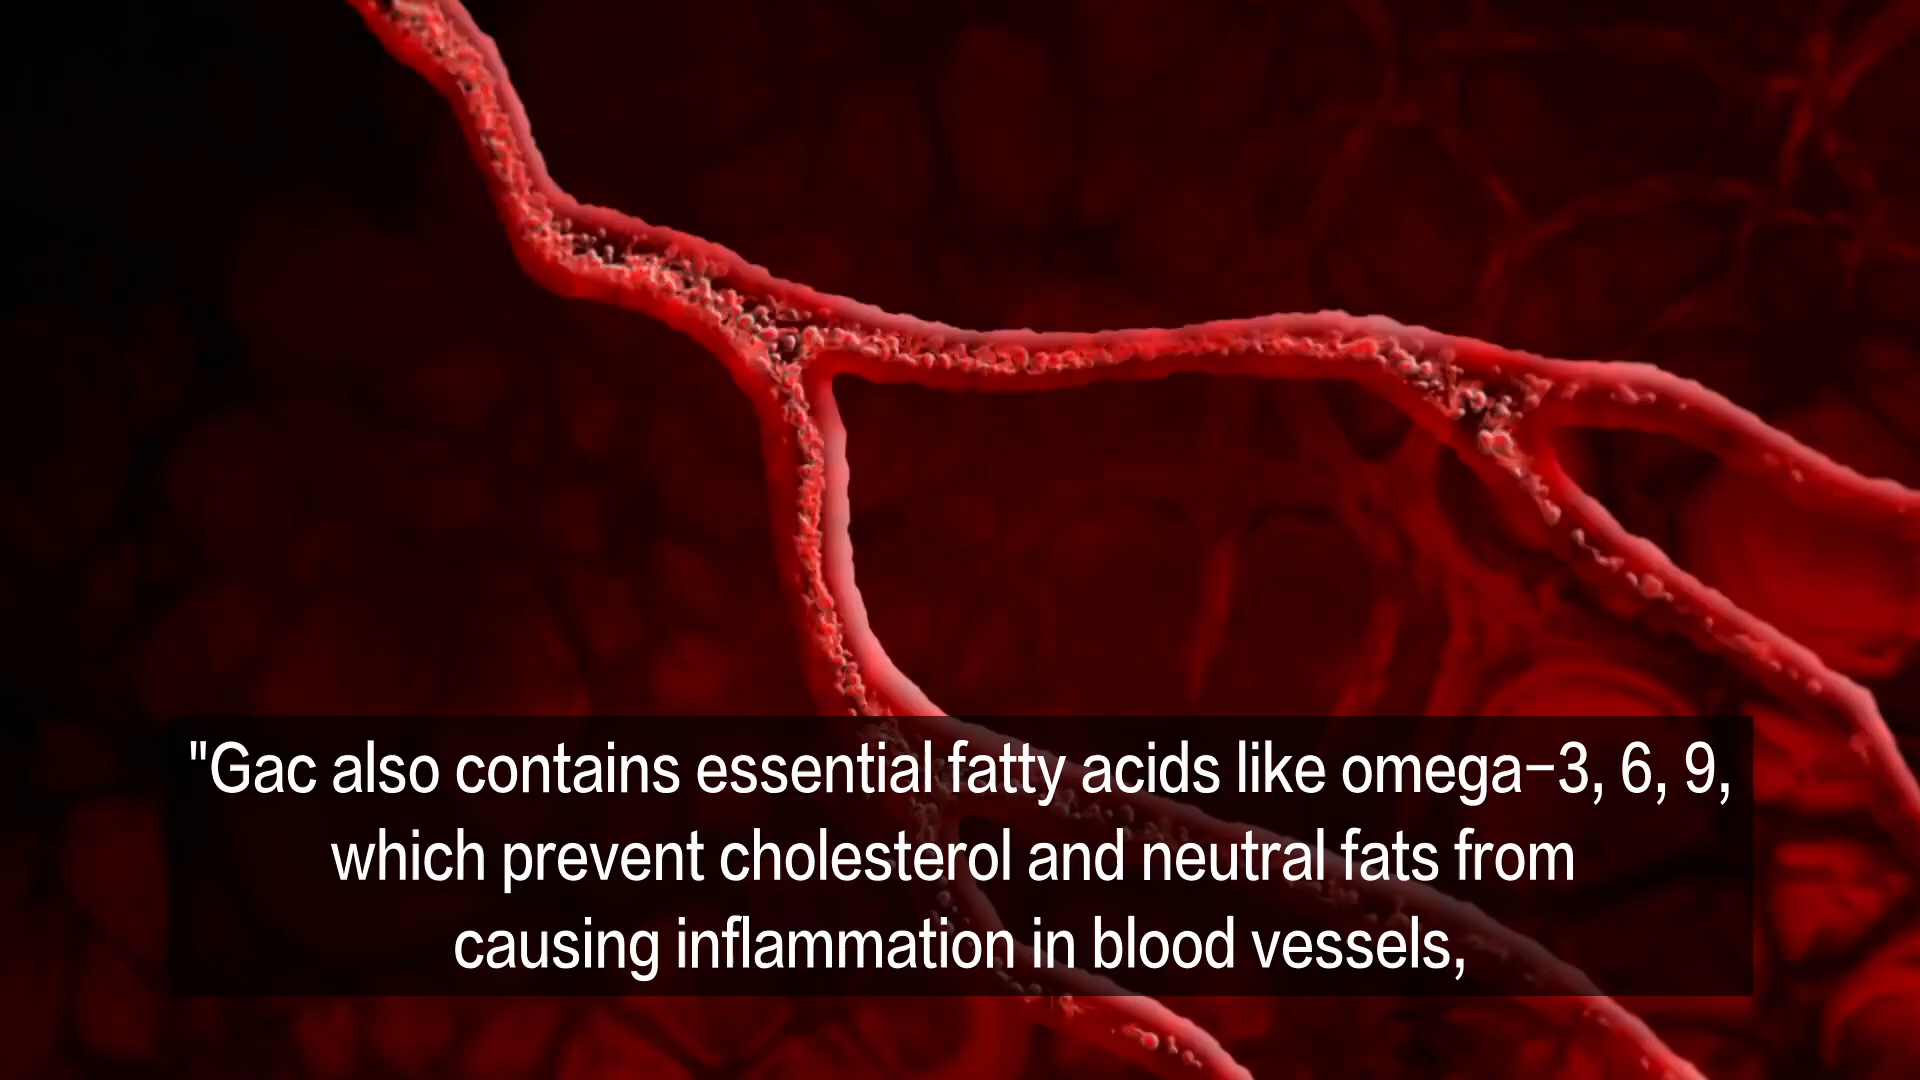 "Gac also contains essential fatty acids like omega−3, 6, 9,
which prevent cholesterol and neutral fats from
causing inflammation in blood vessels,